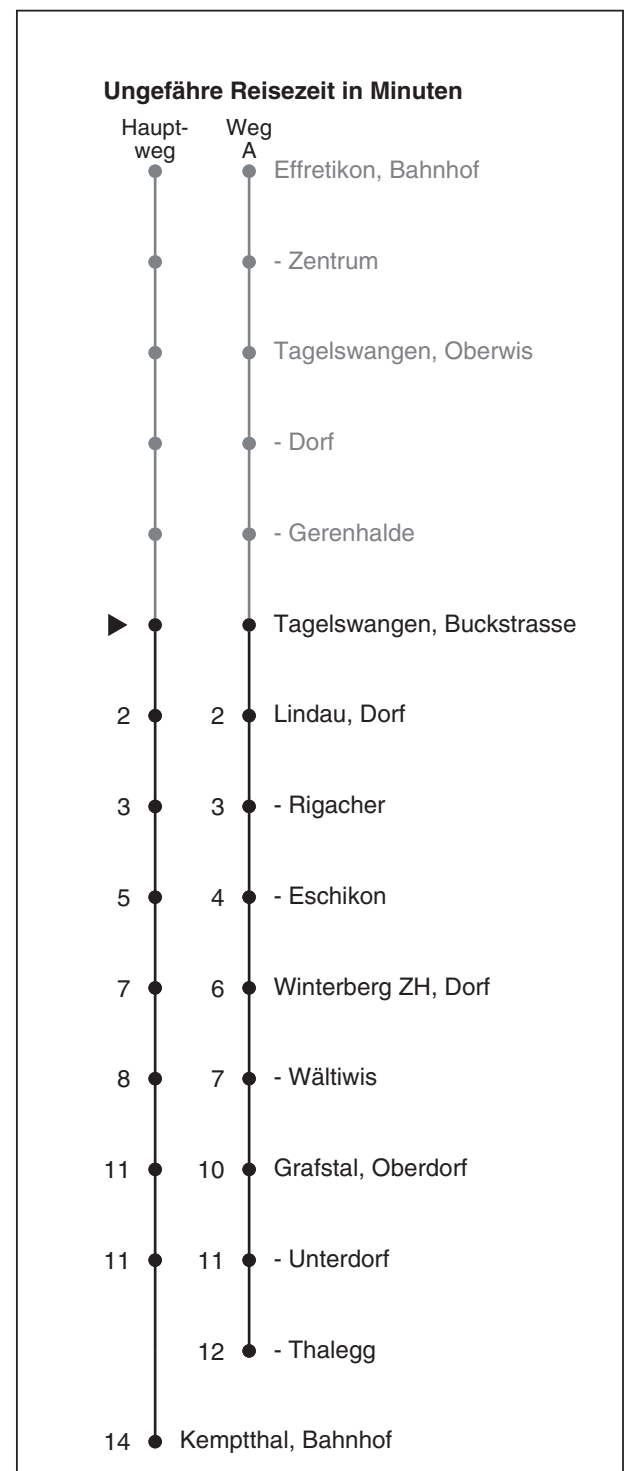 Ungefähre Reisezeit in Minuten
Haupt-
weg
Weg
A
Effretikon, Bahnhof
- Zentrum
Tagelswangen, Oberwis
- Dorf
- Gerenhalde
Tagelswangen, Buckstrasse
2 2 Lindau, Dorf
3 3 - Rigacher
5 4 - Eschikon
7 6 Winterberg ZH, Dorf
8 7 - Wältiwis
11 10 Grafstal, Oberdorf
11 11 - Unterdorf
12 - Thalegg
14 Kemptthal, Bahnhof